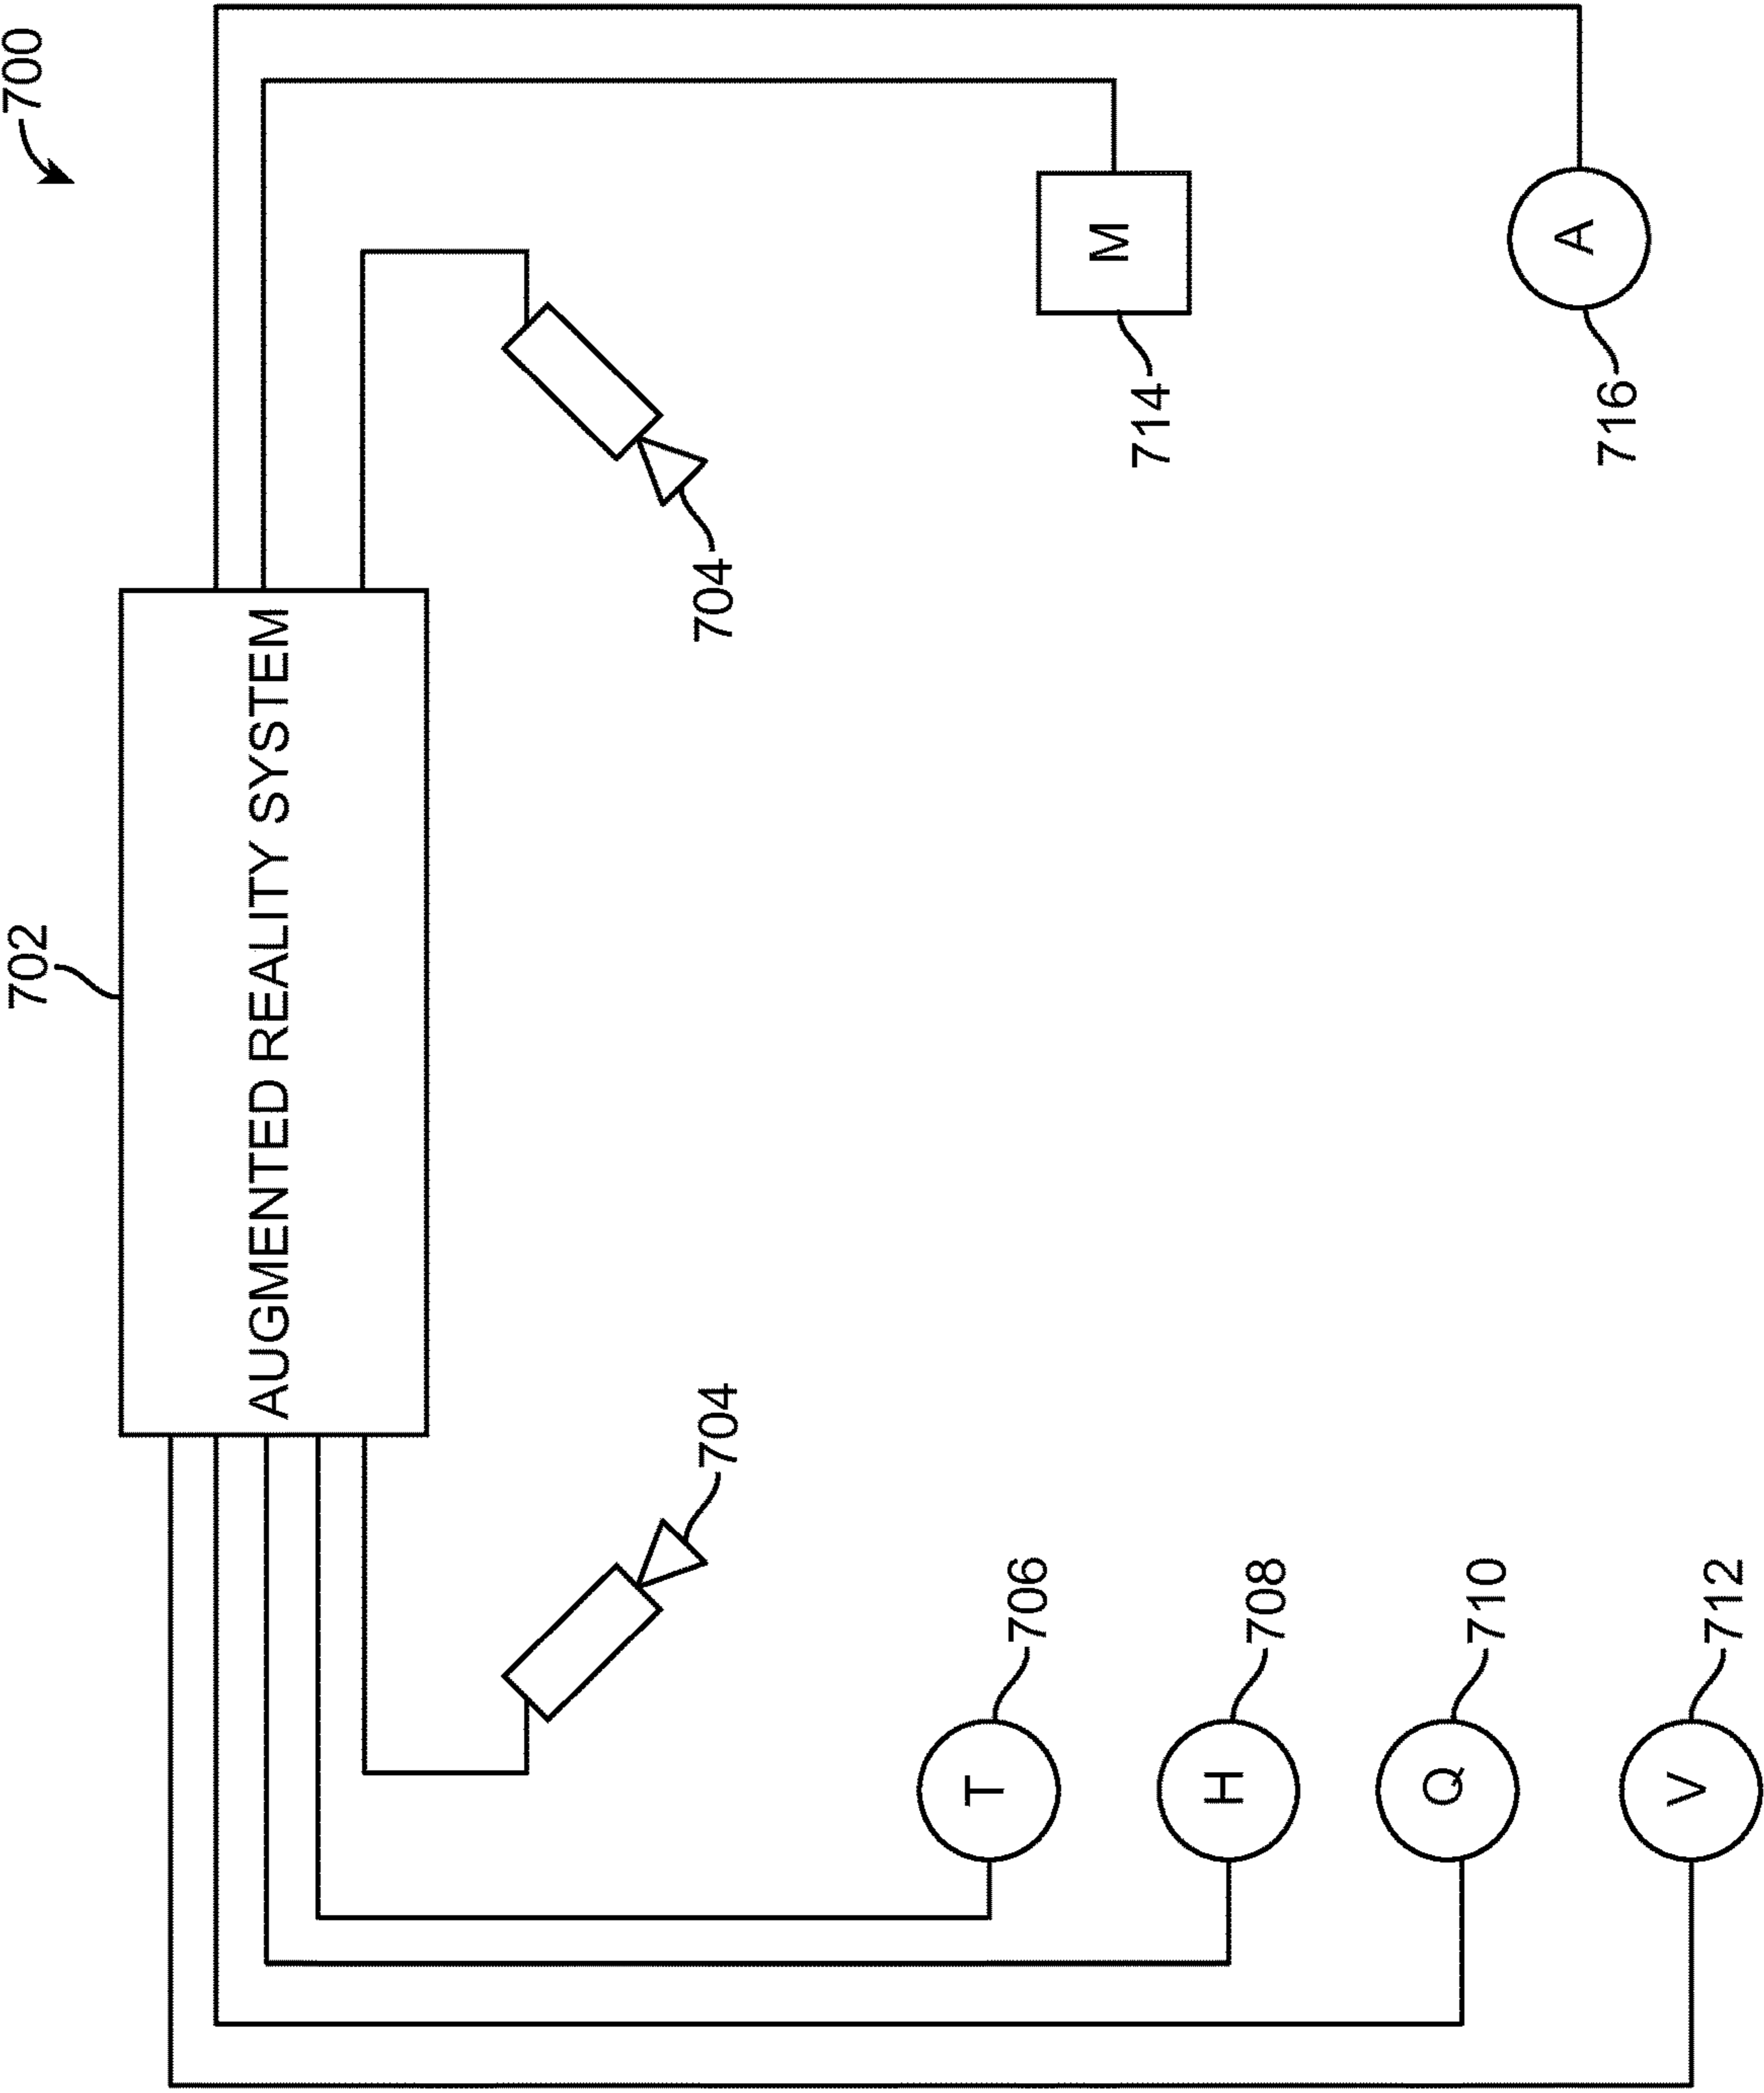 700
702
AUGMENTED REALITY SYSTEM
704
704
706
T
708
H
710
Q
712
V
714
M
716
A